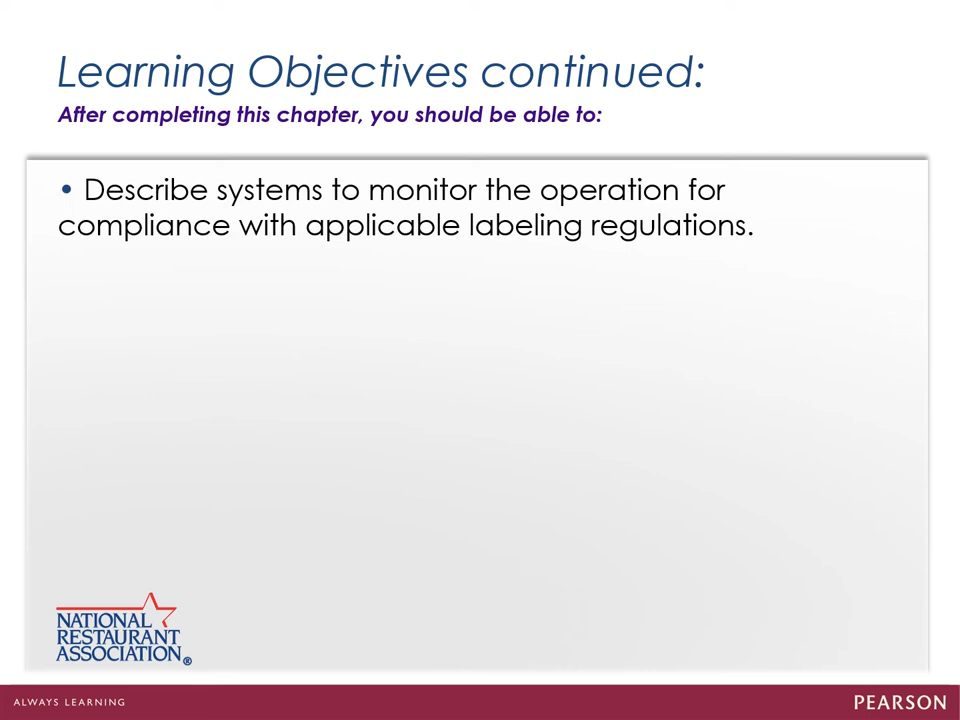 Learning Objectives continued:
After completing this chapter, you should be able to:
• Describe systems to monitor the operation for
compliance with applicable labeling regulations.
NATIONAL
RESTAURANT
ASSOCIATION®
ALWAYS LEARNING
PEARSON